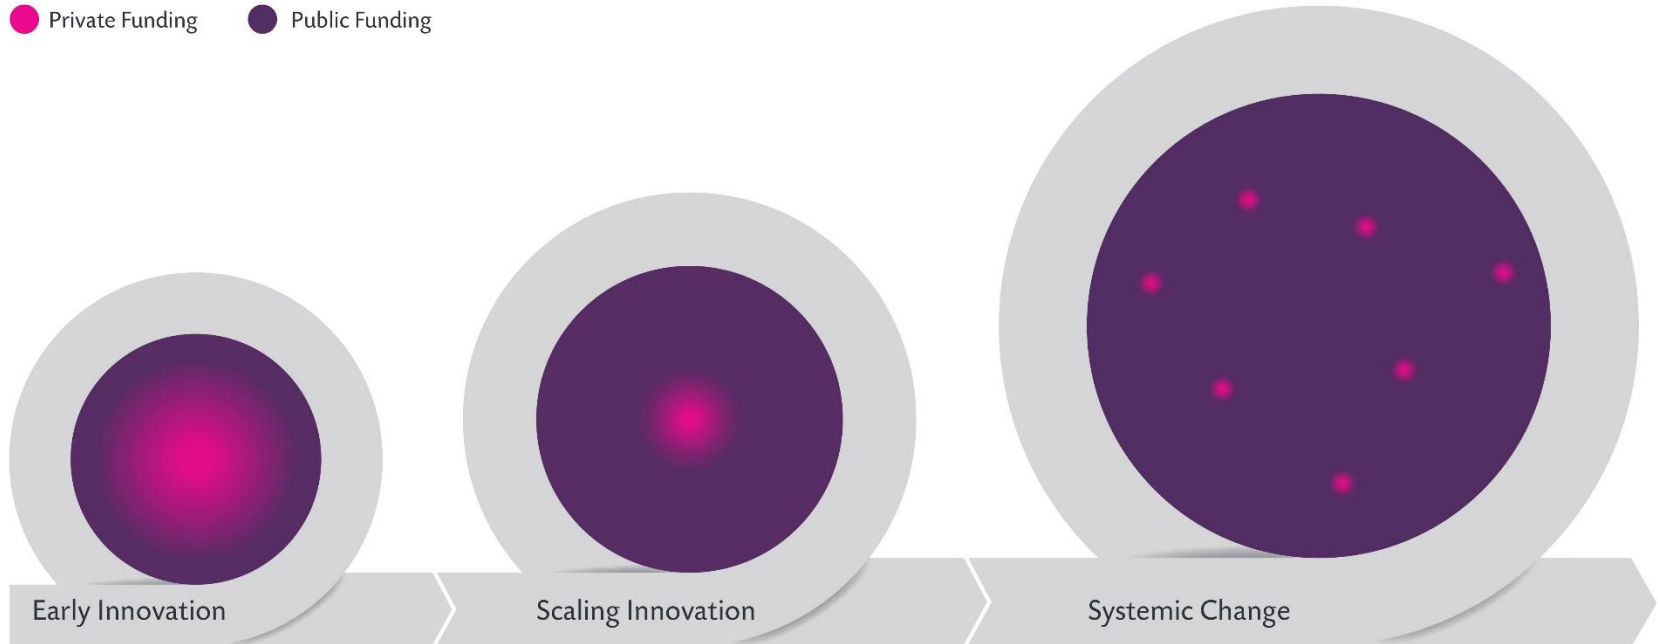 Private Funding
Public Funding
Early Innovation
Scaling Innovation
Systemic Change